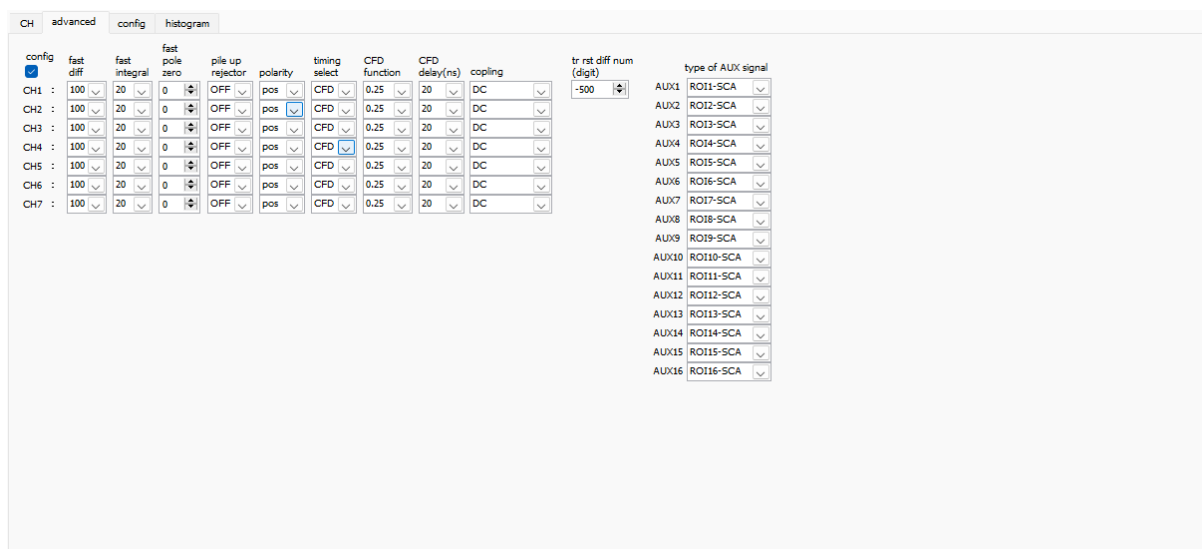 CH advanced config histogram
config fast diff fast integral fast pole zero pile up rejector polarity timing select CFD function CFD delay(ns) copling tr rst diff num (digit) type of AUX signal
CH1 : 100 20 0 OFF pos CFD 0.25 20 DC -500
CH2 : 100 20 0 OFF pos CFD 0.25 20 DC
CH3 : 100 20 0 OFF pos CFD 0.25 20 DC
CH4 : 100 20 0 OFF pos CFD 0.25 20 DC
CH5 : 100 20 0 OFF pos CFD 0.25 20 DC
CH6 : 100 20 0 OFF pos CFD 0.25 20 DC
CH7 : 100 20 0 OFF pos CFD 0.25 20 DC
AUX1 ROI1-SCA
AUX2 ROI2-SCA
AUX3 ROI3-SCA
AUX4 ROI4-SCA
AUX5 ROI5-SCA
AUX6 ROI6-SCA
AUX7 ROI7-SCA
AUX8 ROI8-SCA
AUX9 ROI9-SCA
AUX10 ROI10-SCA
AUX11 ROI11-SCA
AUX12 ROI12-SCA
AUX13 ROI13-SCA
AUX14 ROI14-SCA
AUX15 ROI15-SCA
AUX16 ROI16-SCA